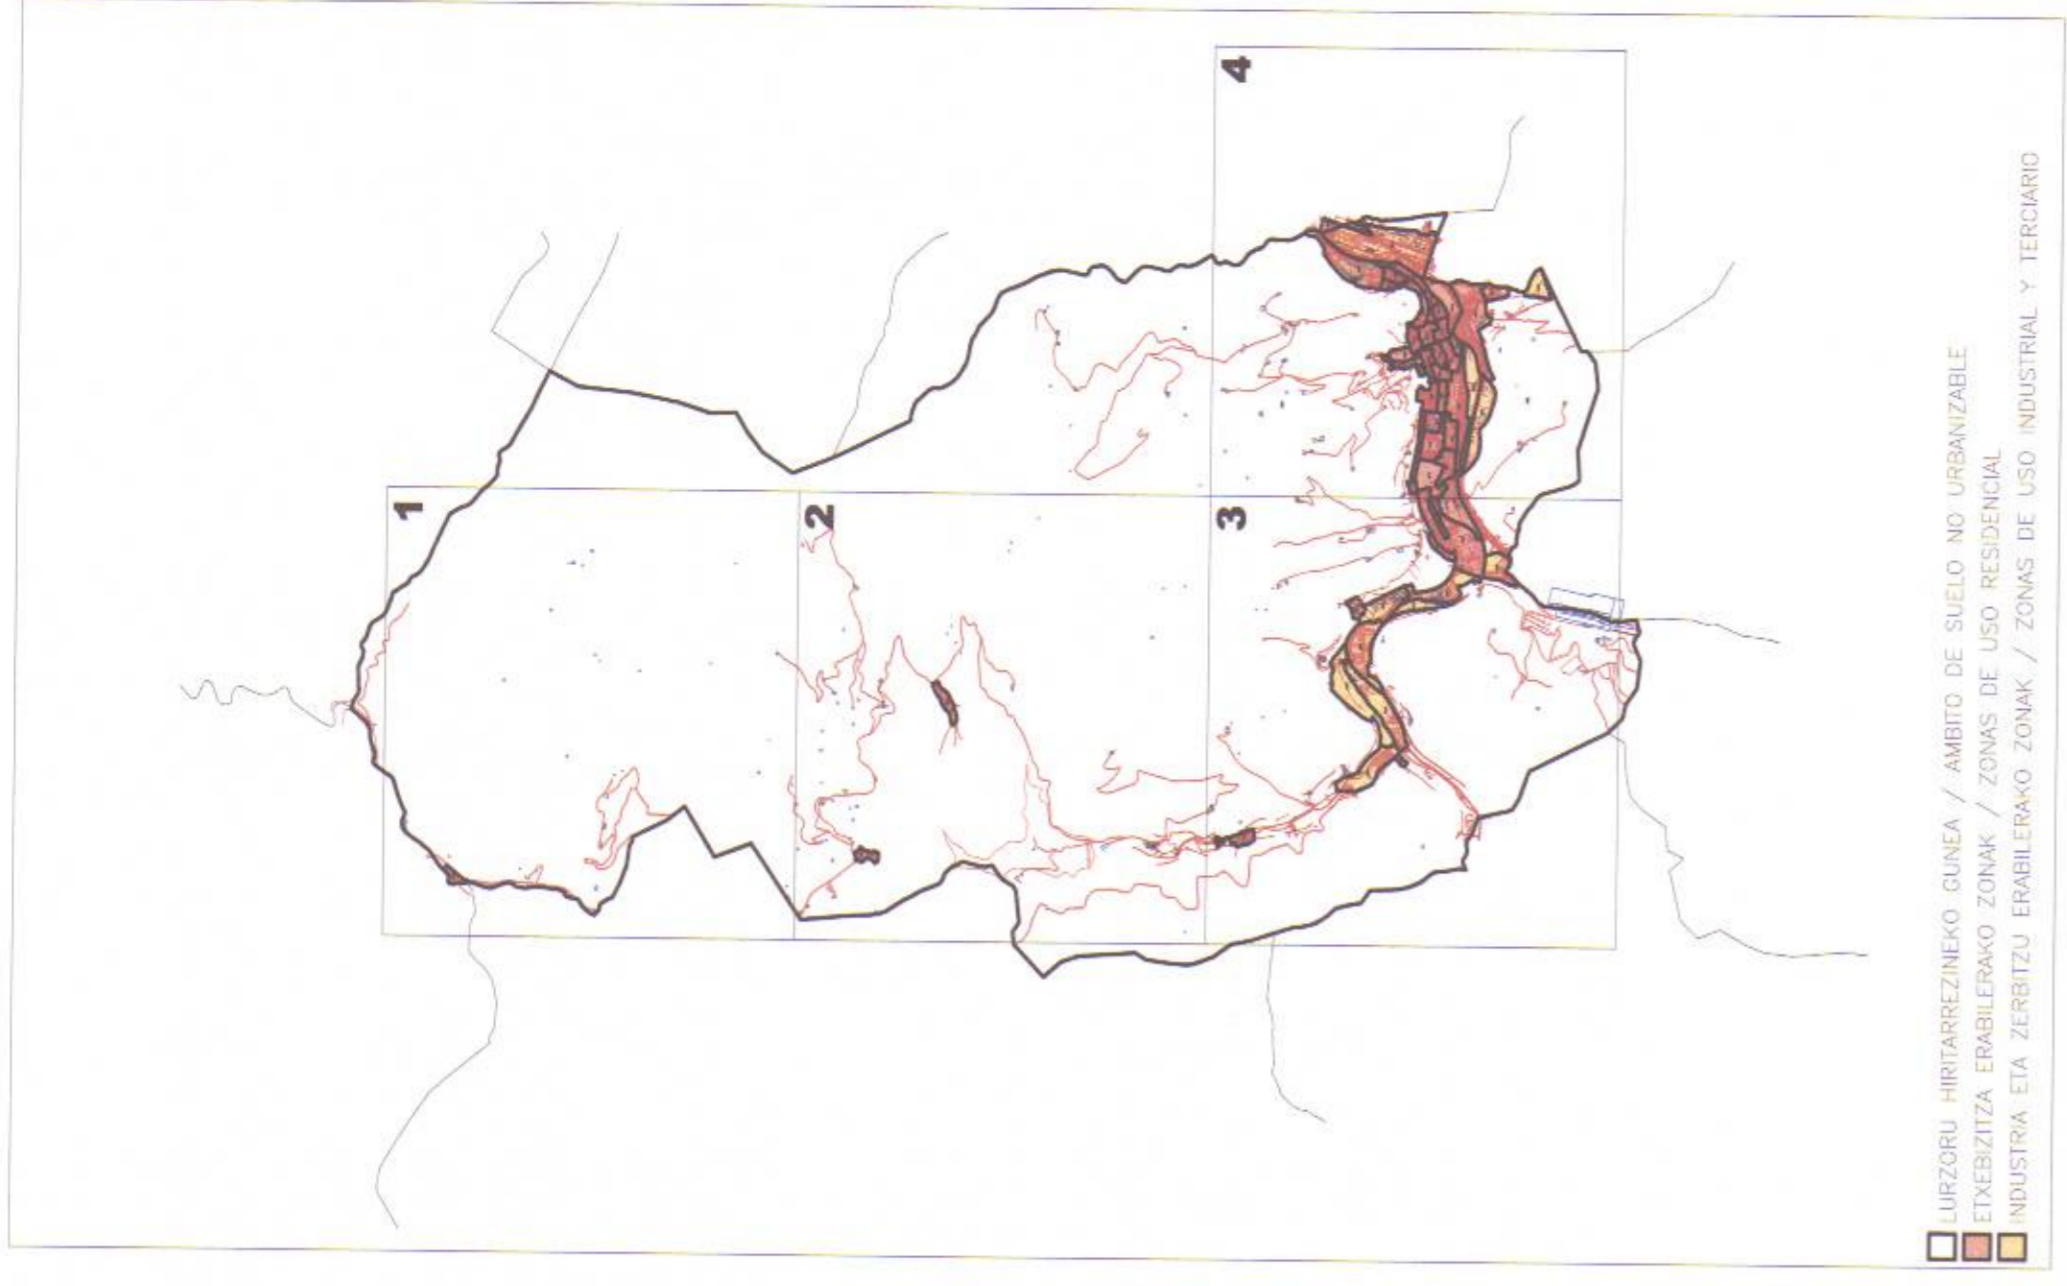 1
2
3
4
LURZORU HIRITARREZINEKO GUNEA / AMBITO DE SUELO NO URBANIZABLE
ETXEBIZITZA ERABILERAKO ZONAK / ZONAS DE USO RESIDENCIAL
INDUSTRIA ETA ZERBITZU ERABILERAKO ZONAK / ZONAS DE USO INDUSTRIAL Y TERCIARIO